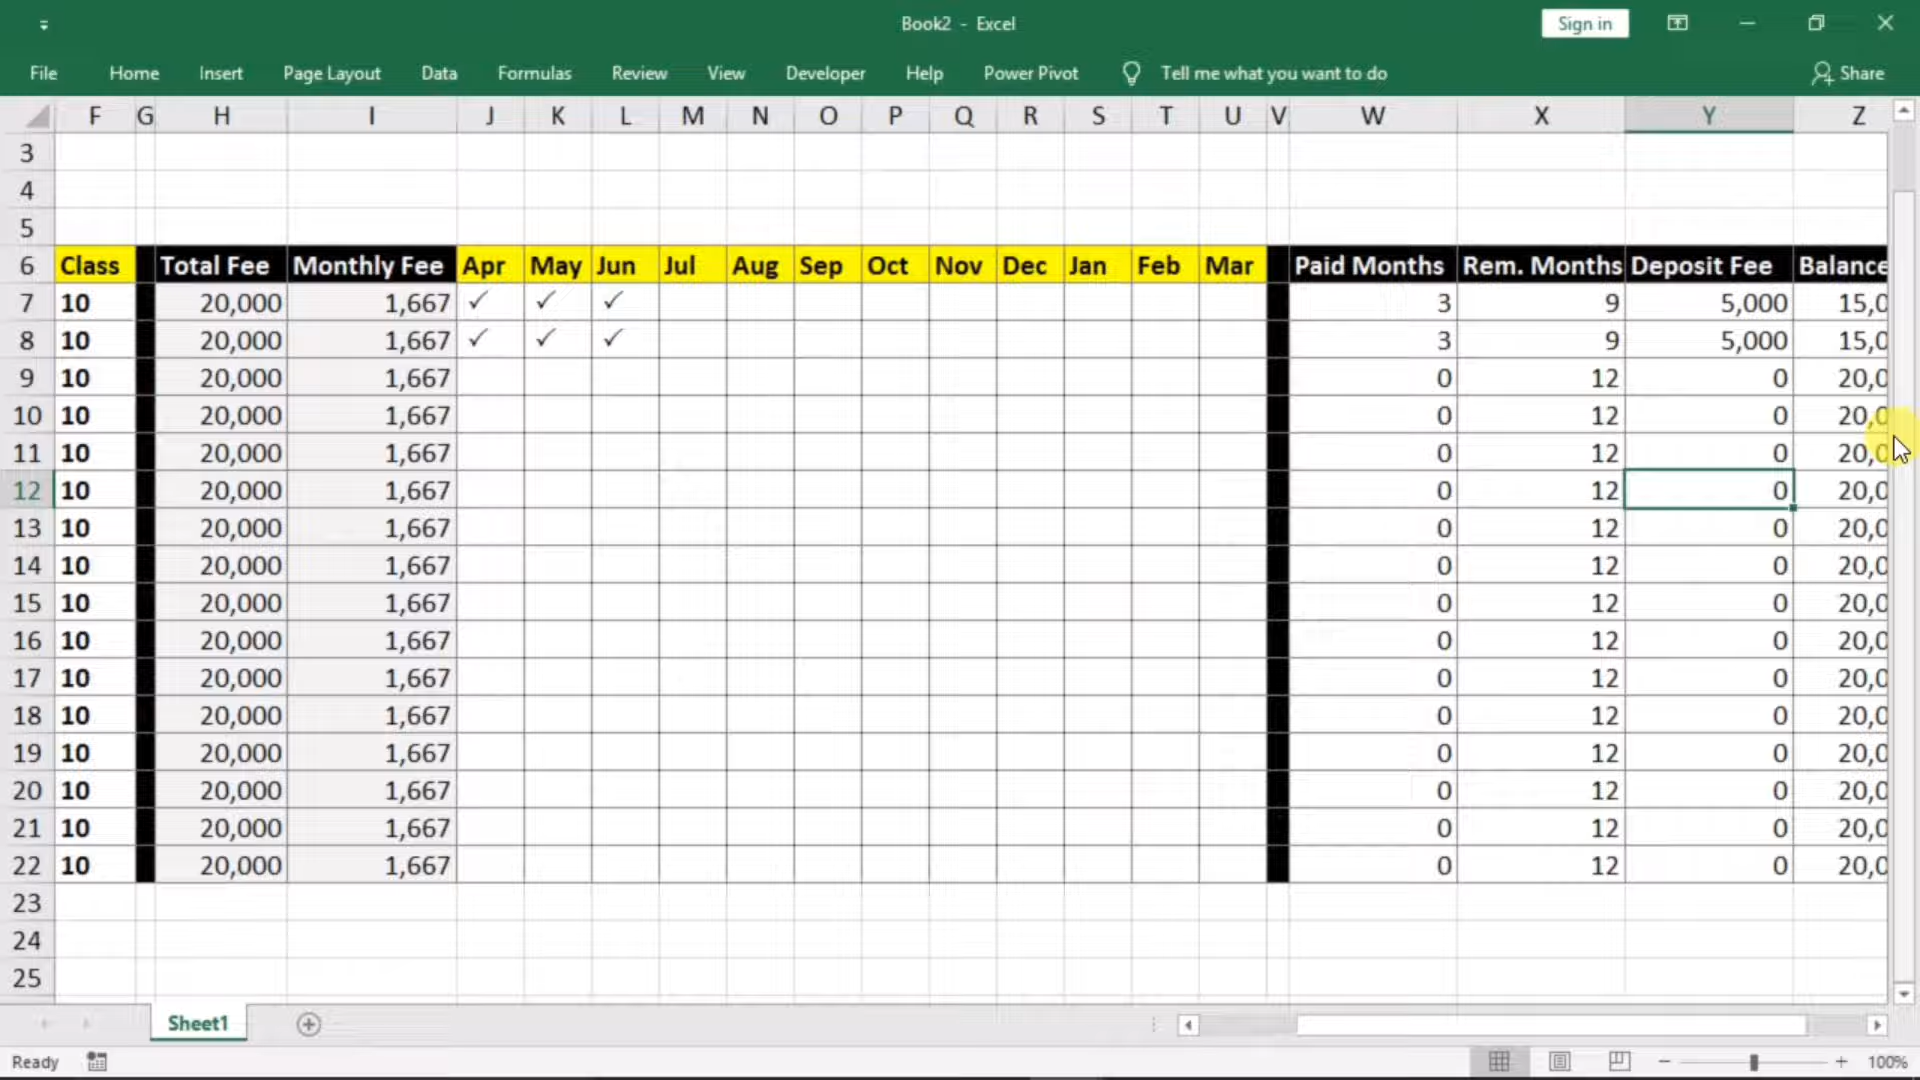 Book2 - Excel
Sign in
File Home Insert Page Layout Data Formulas Review View Developer Help Power Pivot Tell me what you want to do Share
F G H I J K L M N O P Q R S T U V W X Y Z
3
4
5
6 Class Total Fee Monthly Fee Apr May Jun Jul Aug Sep Oct Nov Dec Jan Feb Mar Paid Months Rem. Months Deposit Fee Balance
7 10 20,000 1,667 ✓ ✓ ✓ 3 9 5,000 15,0
8 10 20,000 1,667 ✓ ✓ ✓ 3 9 5,000 15,0
9 10 20,000 1,667 0 12 0 20,0
10 10 20,000 1,667 0 12 0 20,0
11 10 20,000 1,667 0 12 0 20,0
12 10 20,000 1,667 0 12 0 20,0
13 10 20,000 1,667 0 12 0 20,0
14 10 20,000 1,667 0 12 0 20,0
15 10 20,000 1,667 0 12 0 20,0
16 10 20,000 1,667 0 12 0 20,0
17 10 20,000 1,667 0 12 0 20,0
18 10 20,000 1,667 0 12 0 20,0
19 10 20,000 1,667 0 12 0 20,0
20 10 20,000 1,667 0 12 0 20,0
21 10 20,000 1,667 0 12 0 20,0
22 10 20,000 1,667 0 12 0 20,0
23
24
25
Sheet1
Ready 100%